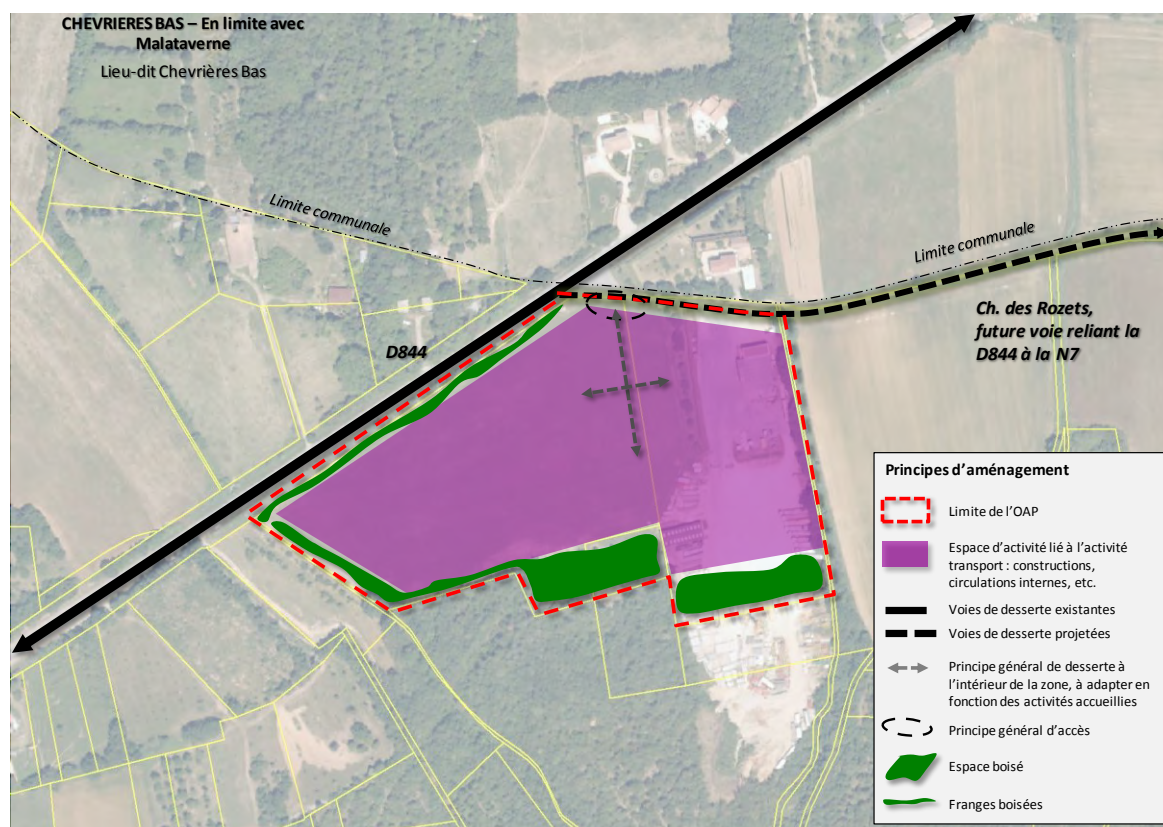 CHEVRIERES BAS – En limite avec
Malataverne
Lieu-dit Chevrières Bas
Limite communale
Limite communale
D844
Ch. des Rozets,
future voie reliant la
D844 à la N7
Principes d’aménagement
Limite de l’OAP
Espace d’activité lié à l’activité
transport : constructions,
circulations internes, etc.
Voies de desserte existantes
Voies de desserte projetées
Principe général de desserte à
l’intérieur de la zone, à adapter en
fonction des activités accueillies
Principe général d’accès
Espace boisé
Franges boisées